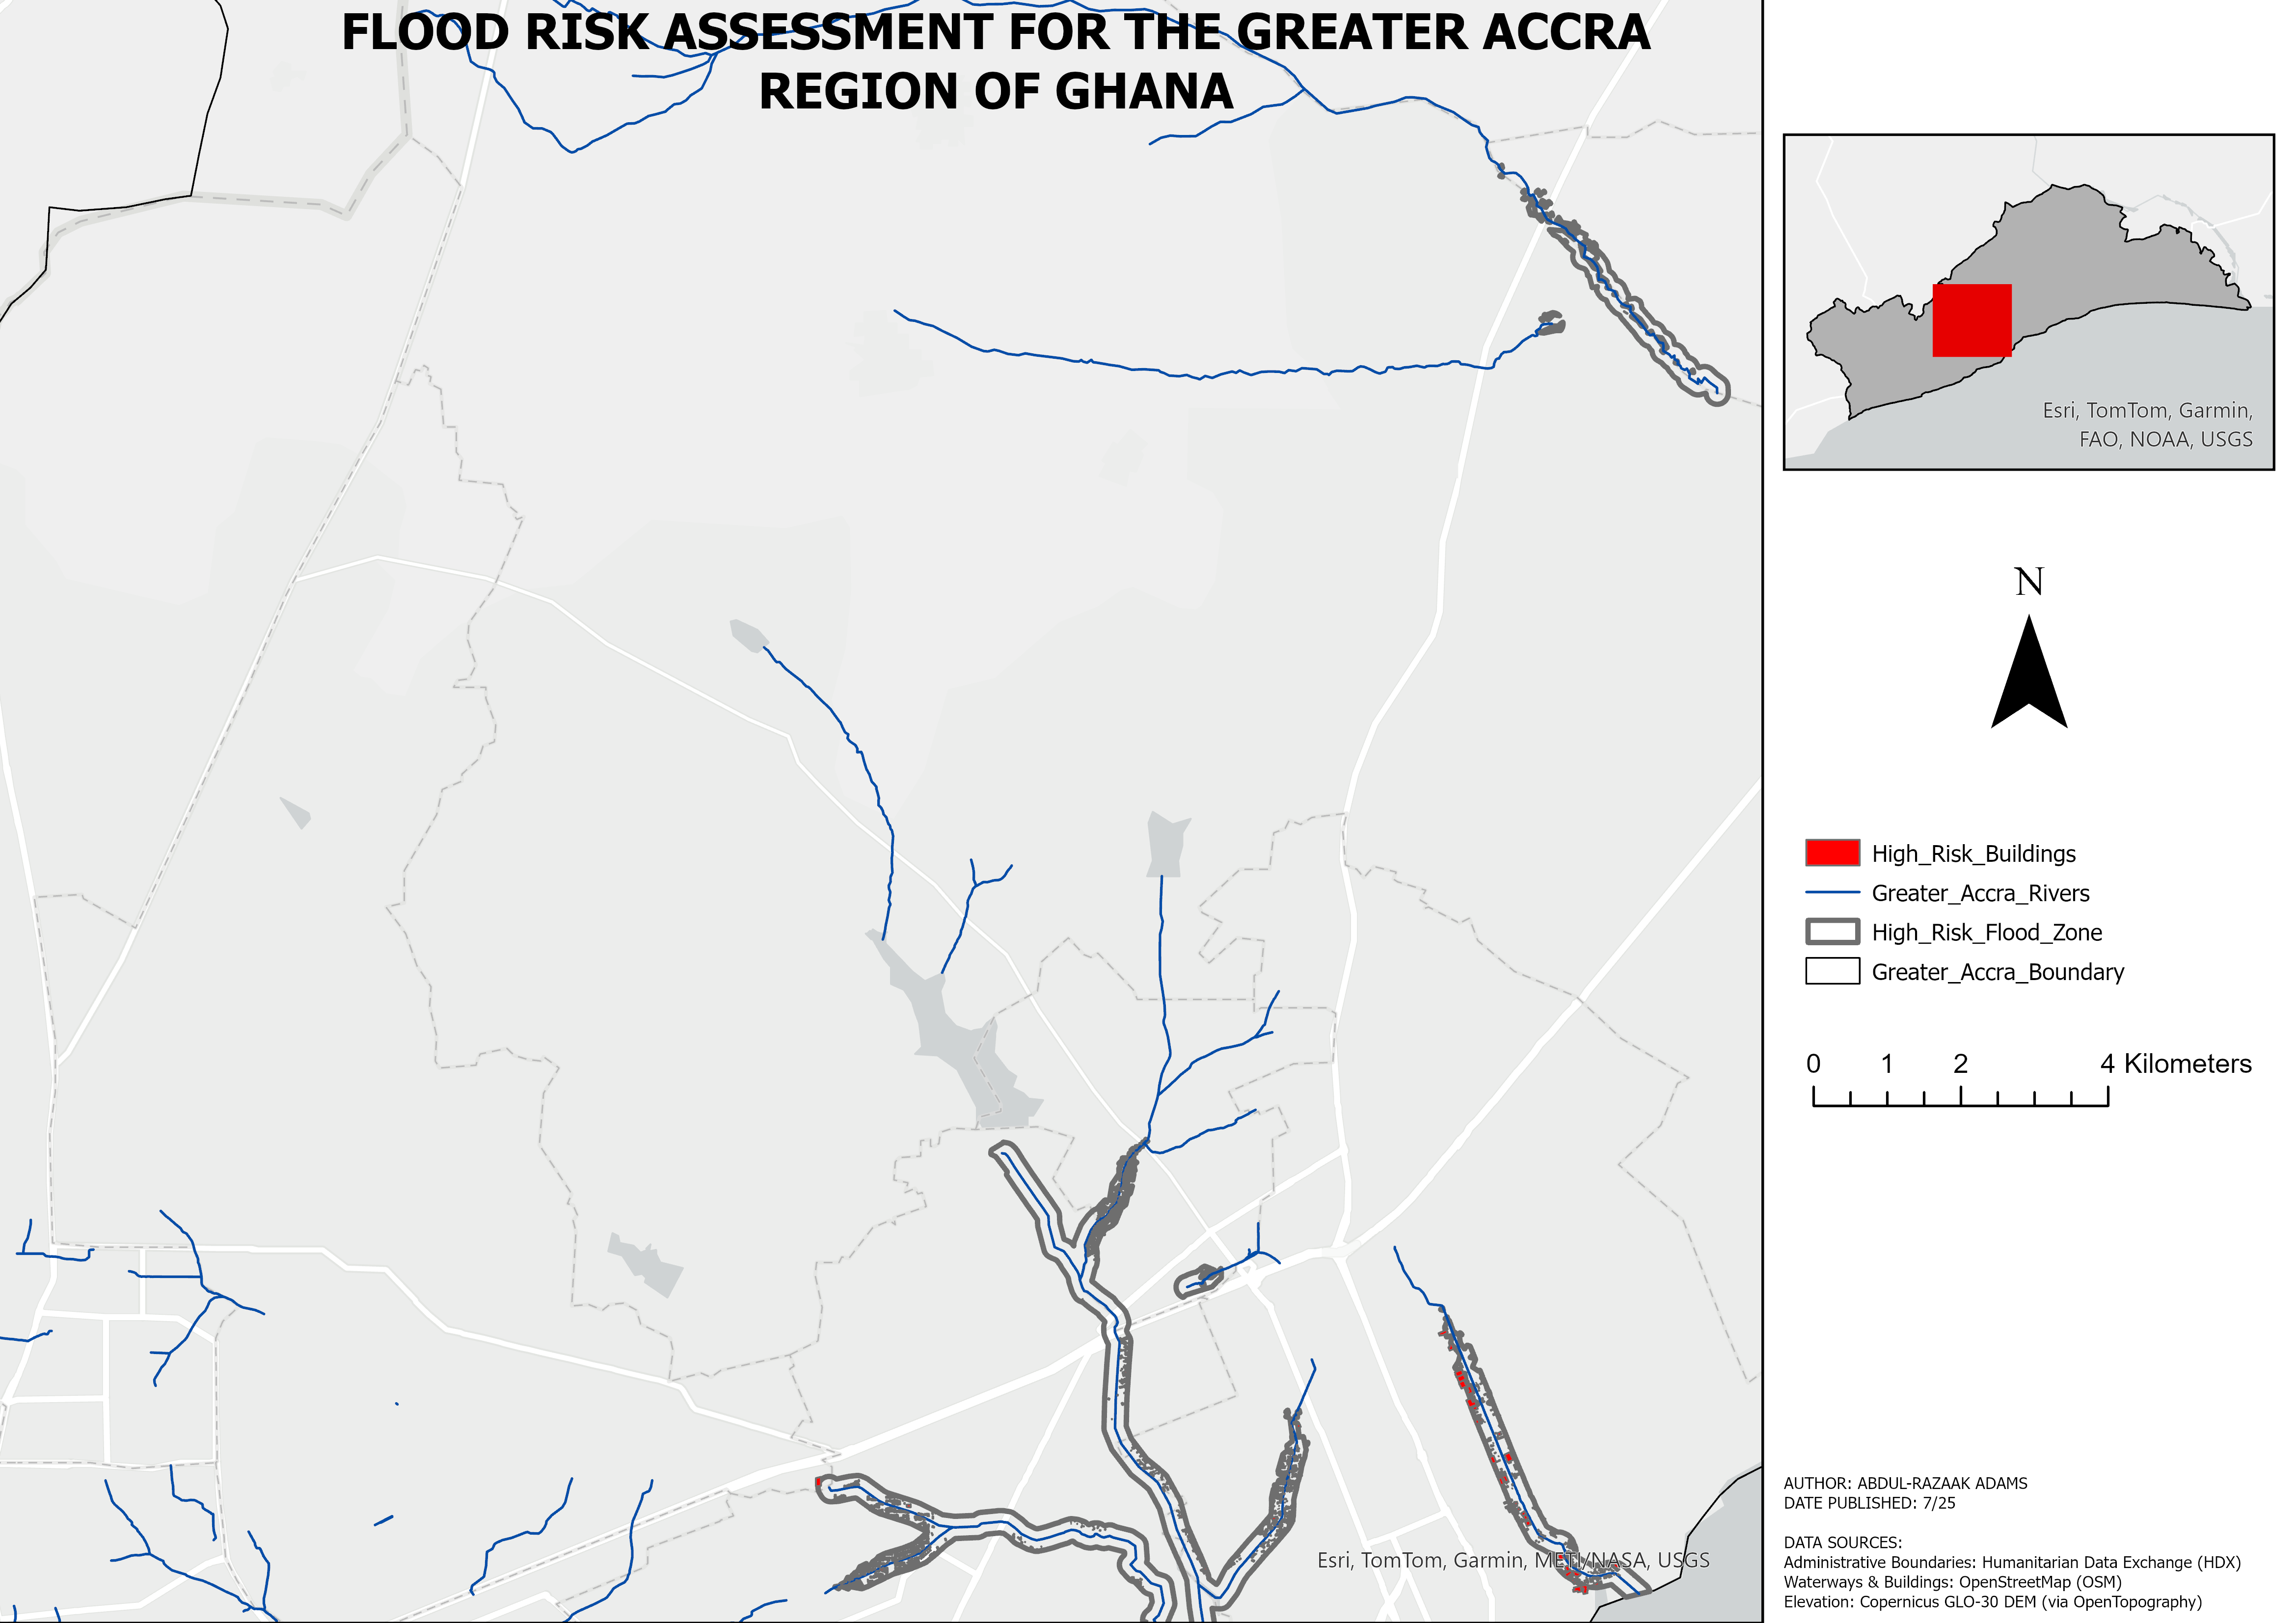 FLOOD RISK ASSESSMENT FOR THE GREATER ACCRA
REGION OF GHANA
Esri, TomTom, Garmin,
FAO, NOAA, USGS
N
High_Risk_Buildings
Greater_Accra_Rivers
High_Risk_Flood_Zone
Greater_Accra_Boundary
0 1 2 4 Kilometers
AUTHOR: ABDUL-RAZAAK ADAMS
DATE PUBLISHED: 7/25
DATA SOURCES:
Administrative Boundaries: Humanitarian Data Exchange (HDX)
Waterways & Buildings: OpenStreetMap (OSM)
Elevation: Copernicus GLO-30 DEM (via OpenTopography)
Esri, TomTom, Garmin, METI/NASA, USGS